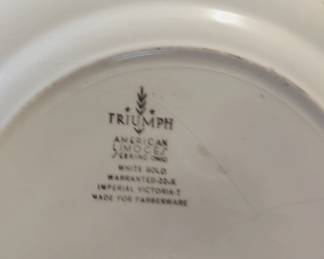 TRIUMPH
AMERICAN
LIMOGES
SEBRING OHIO
WHITE GOLD
WARRANTED-22-K
IMPERIAL VICTORIA-T
MADE FOR FARBERWARE